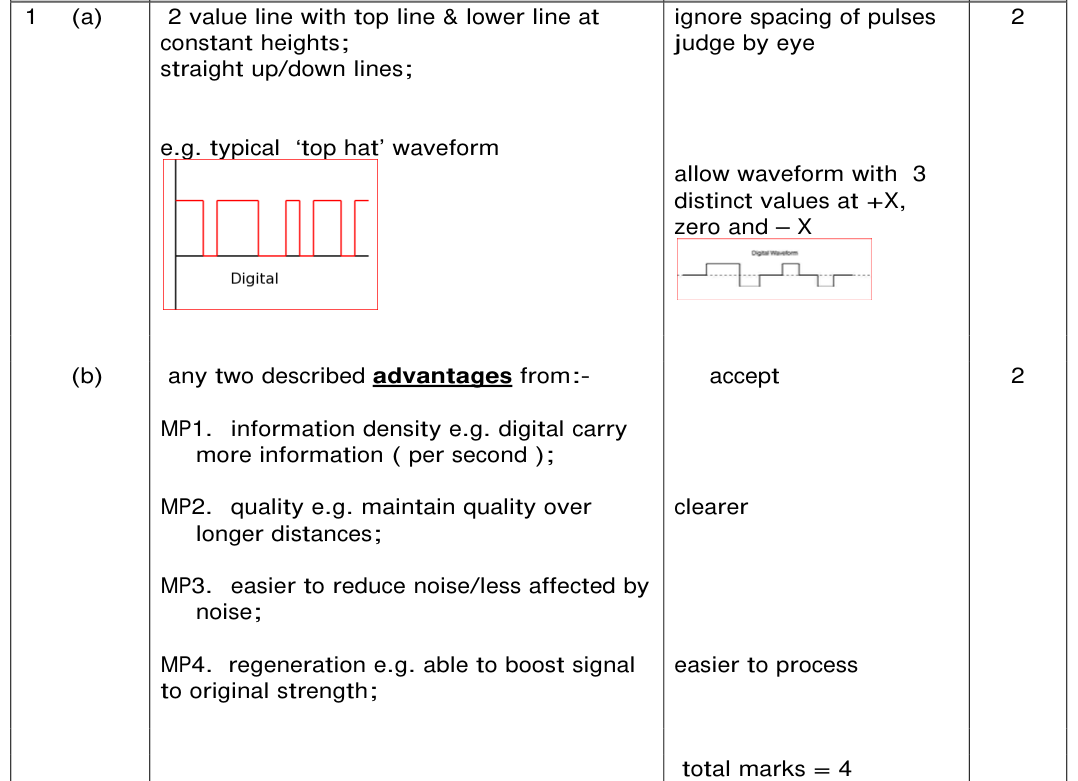 1 (a) 2 value line with top line & lower line at ignore spacing of pulses 2
constant heights; judge by eye
straight up/down lines;
e.g. typical ‘top hat’ waveform
allow waveform with 3
distinct values at +X,
zero and – X
Digital Waveform
Digital
(b) any two described advantages from:- accept 2
MP1. information density e.g. digital carry
more information ( per second );
MP2. quality e.g. maintain quality over clearer
longer distances;
MP3. easier to reduce noise/less affected by
noise;
MP4. regeneration e.g. able to boost signal easier to process
to original strength;
total marks = 4